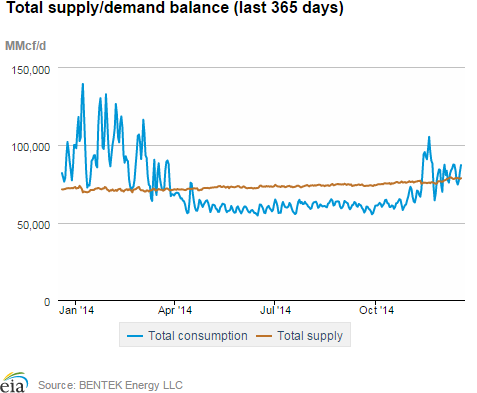 Total supply/demand balance (last 365 days)
MMcf/d
150,000
100,000
50,000
0
Jan '14 Apr '14 Jul '14 Oct '14
Total consumption Total supply
eia Source: BENTEK Energy LLC